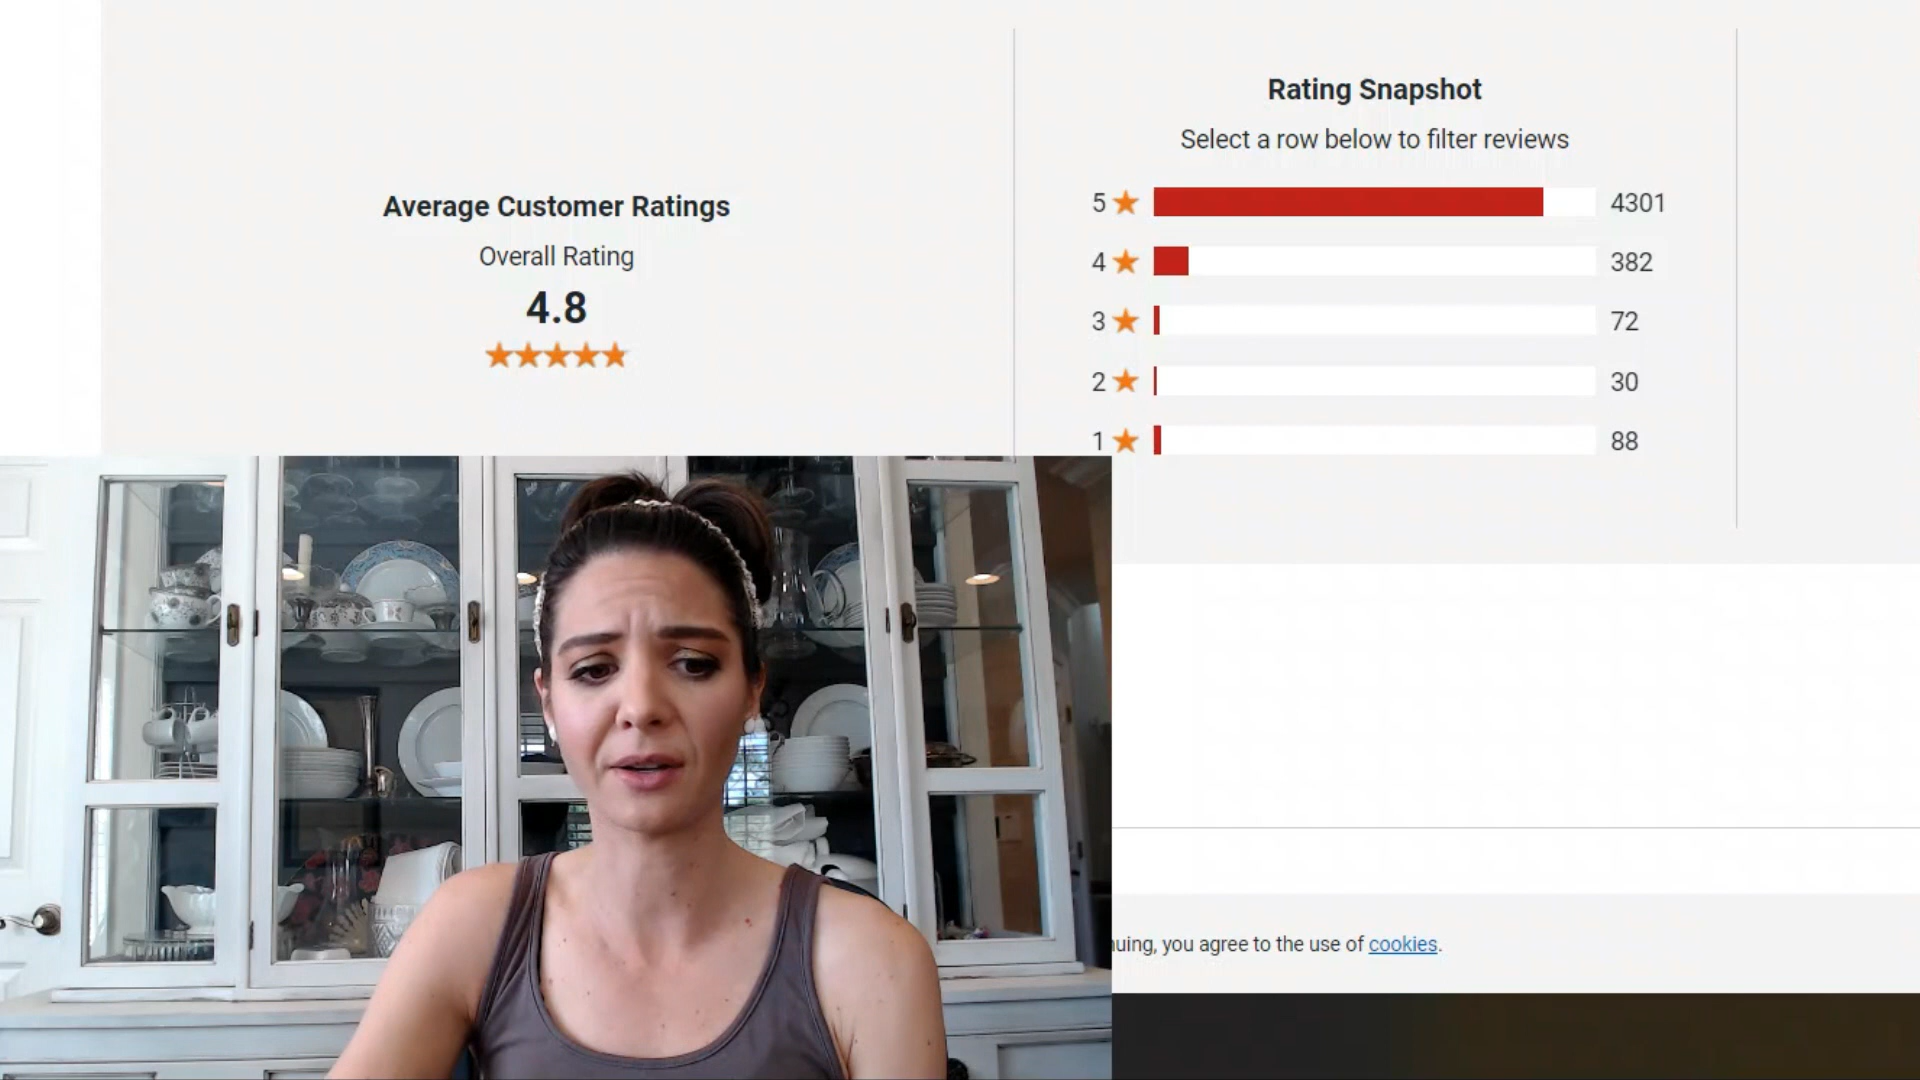 Average Customer Ratings
Overall Rating
4.8
Rating Snapshot
Select a row below to filter reviews
5 4301
4 382
3 72
2 30
1 88
you agree to the use of cookies.